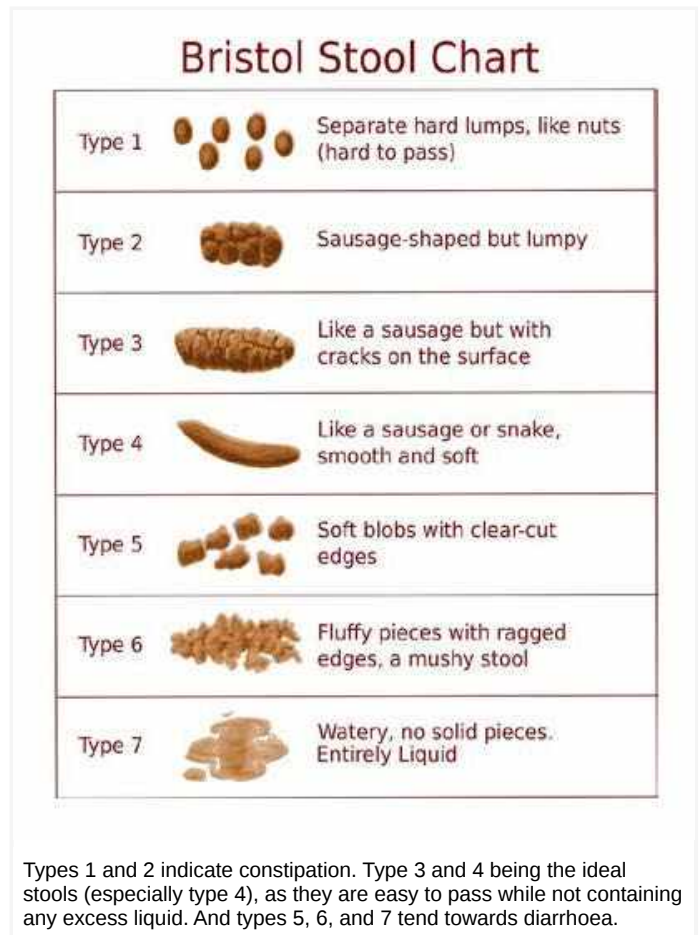 Bristol Stool Chart
Type 1
Separate hard lumps, like nuts
(hard to pass)
Type 2
Sausage-shaped but lumpy
Type 3
Like a sausage but with
cracks on the surface
Type 4
Like a sausage or snake,
smooth and soft
Type 5
Soft blobs with clear-cut
edges
Type 6
Fluffy pieces with ragged
edges, a mushy stool
Type 7
Watery, no solid pieces.
Entirely Liquid
Types 1 and 2 indicate constipation. Type 3 and 4 being the ideal
stools (especially type 4), as they are easy to pass while not containing
any excess liquid. And types 5, 6, and 7 tend towards diarrhoea.